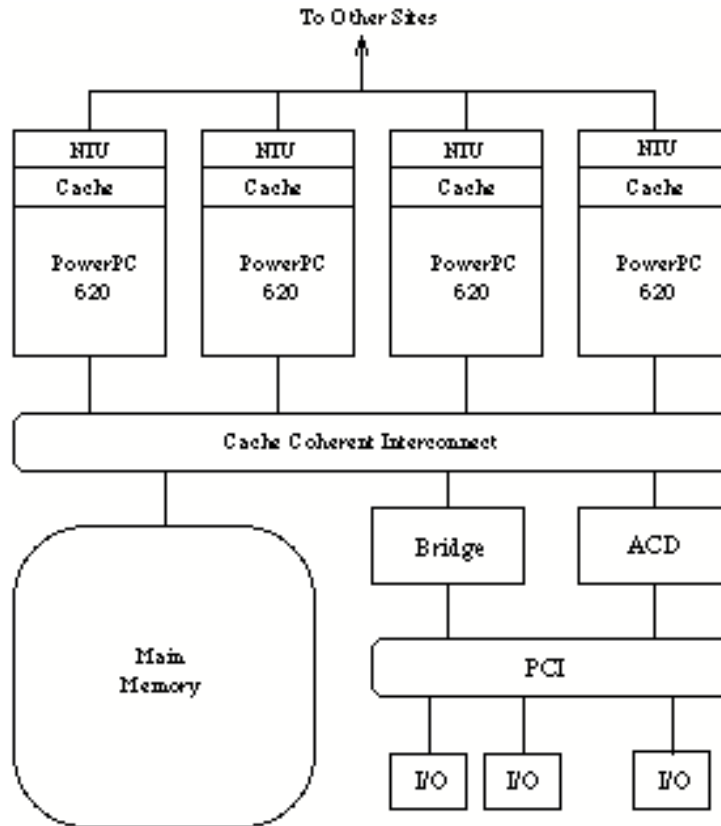 To Other Sites
NIU NIU NIU NIU
Cache Cache Cache Cache
PowerPC PowerPC PowerPC PowerPC
620 620 620 620
Cache Coherent Interconnect
Bridge ACD
Main
Memory
PCI
I/O I/O I/O